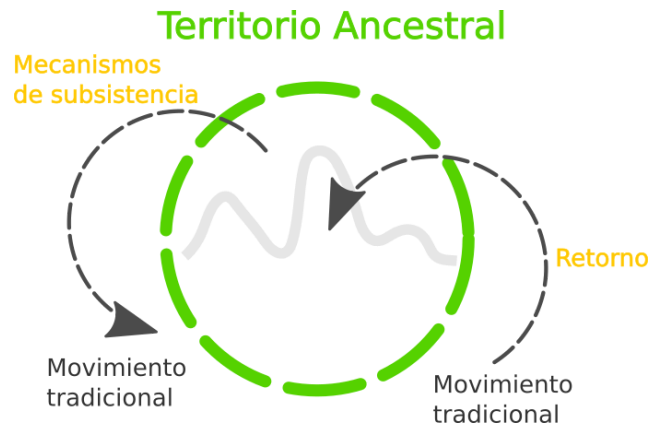 Territorio Ancestral
Mecanismos
de subsistencia
Retorno
Movimiento
tradicional
Movimiento
tradicional